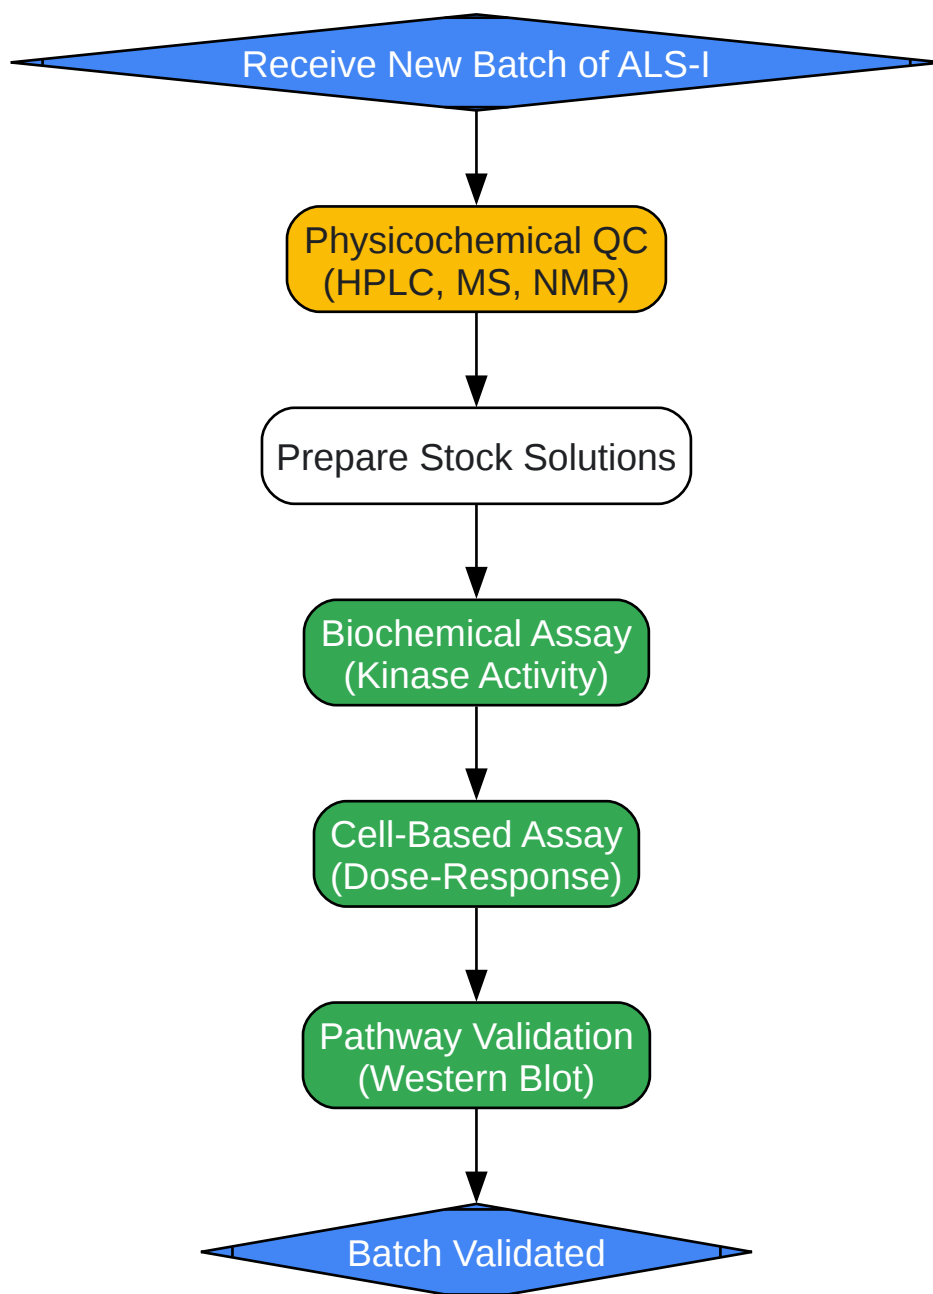 Receive New Batch of ALS-I
Physicochemical QC
(HPLC, MS, NMR)
Prepare Stock Solutions
Biochemical Assay
(Kinase Activity)
Cell-Based Assay
(Dose-Response)
Pathway Validation
(Western Blot)
Batch Validated